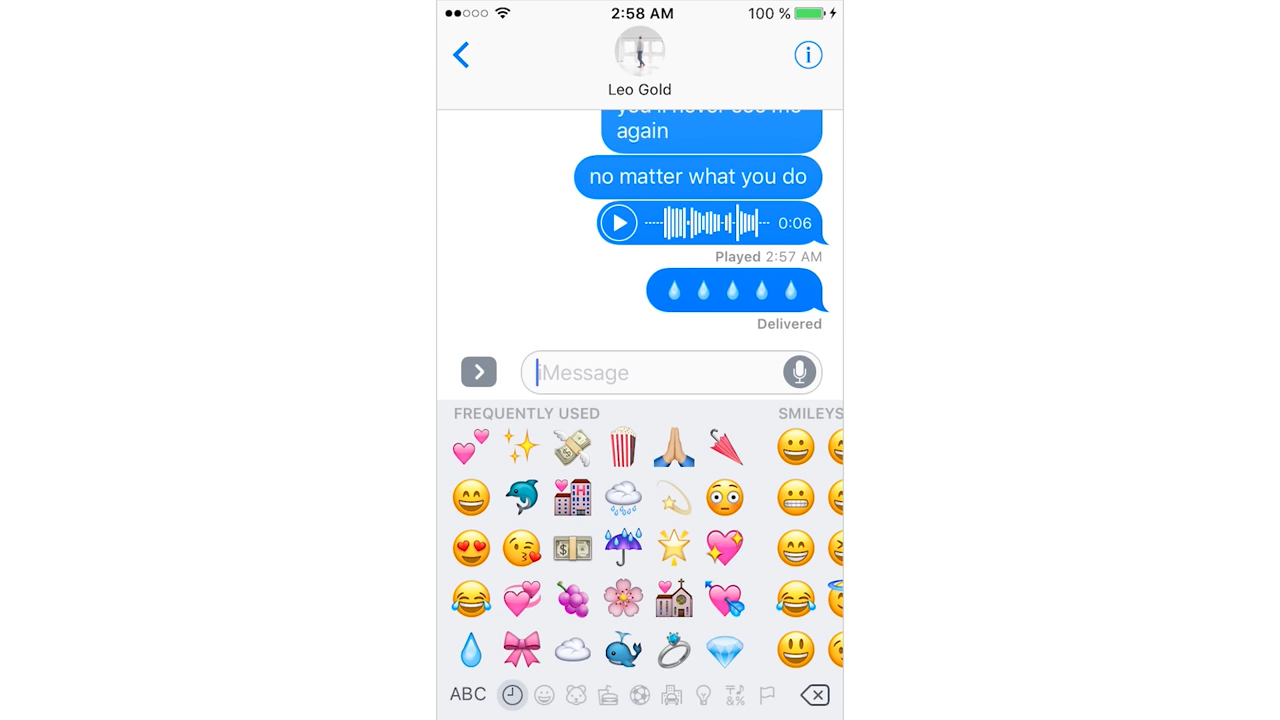 2:58 AM
100 %
Leo Gold
again
no matter what you do
0:06
Played 2:57 AM
Delivered
iMessage
FREQUENTLY USED
SMILEYS
ABC